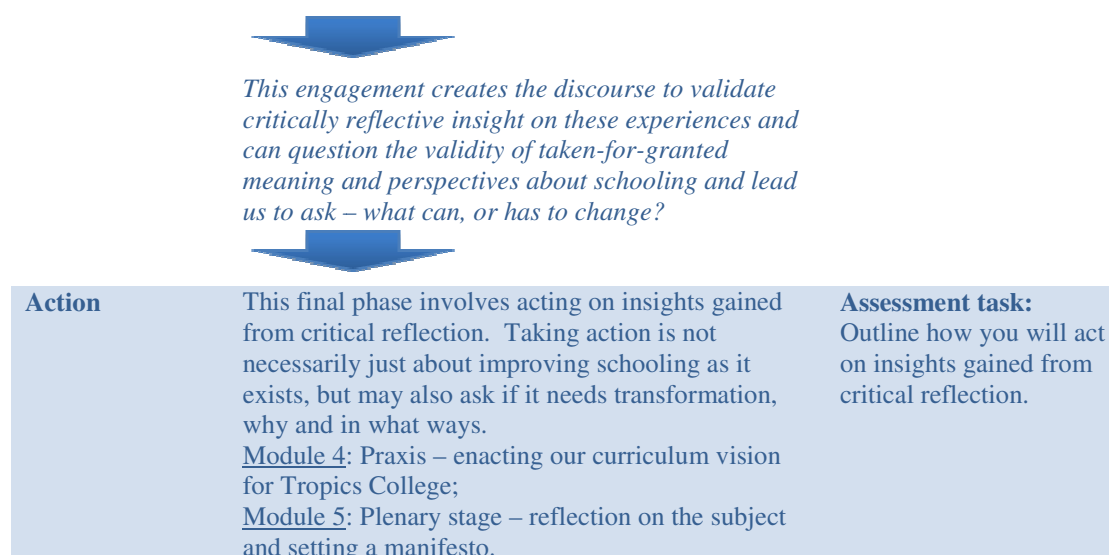 This engagement creates the discourse to validate
critically reflective insight on these experiences and
can question the validity of taken-for-granted
meaning and perspectives about schooling and lead
us to ask – what can, or has to change?
Action
This final phase involves acting on insights gained
from critical reflection.  Taking action is not
necessarily just about improving schooling as it
exists, but may also ask if it needs transformation,
why and in what ways.
Module 4: Praxis – enacting our curriculum vision
for Tropics College;
Module 5: Plenary stage – reflection on the subject
and setting a manifesto.
Assessment task:
Outline how you will act
on insights gained from
critical reflection.